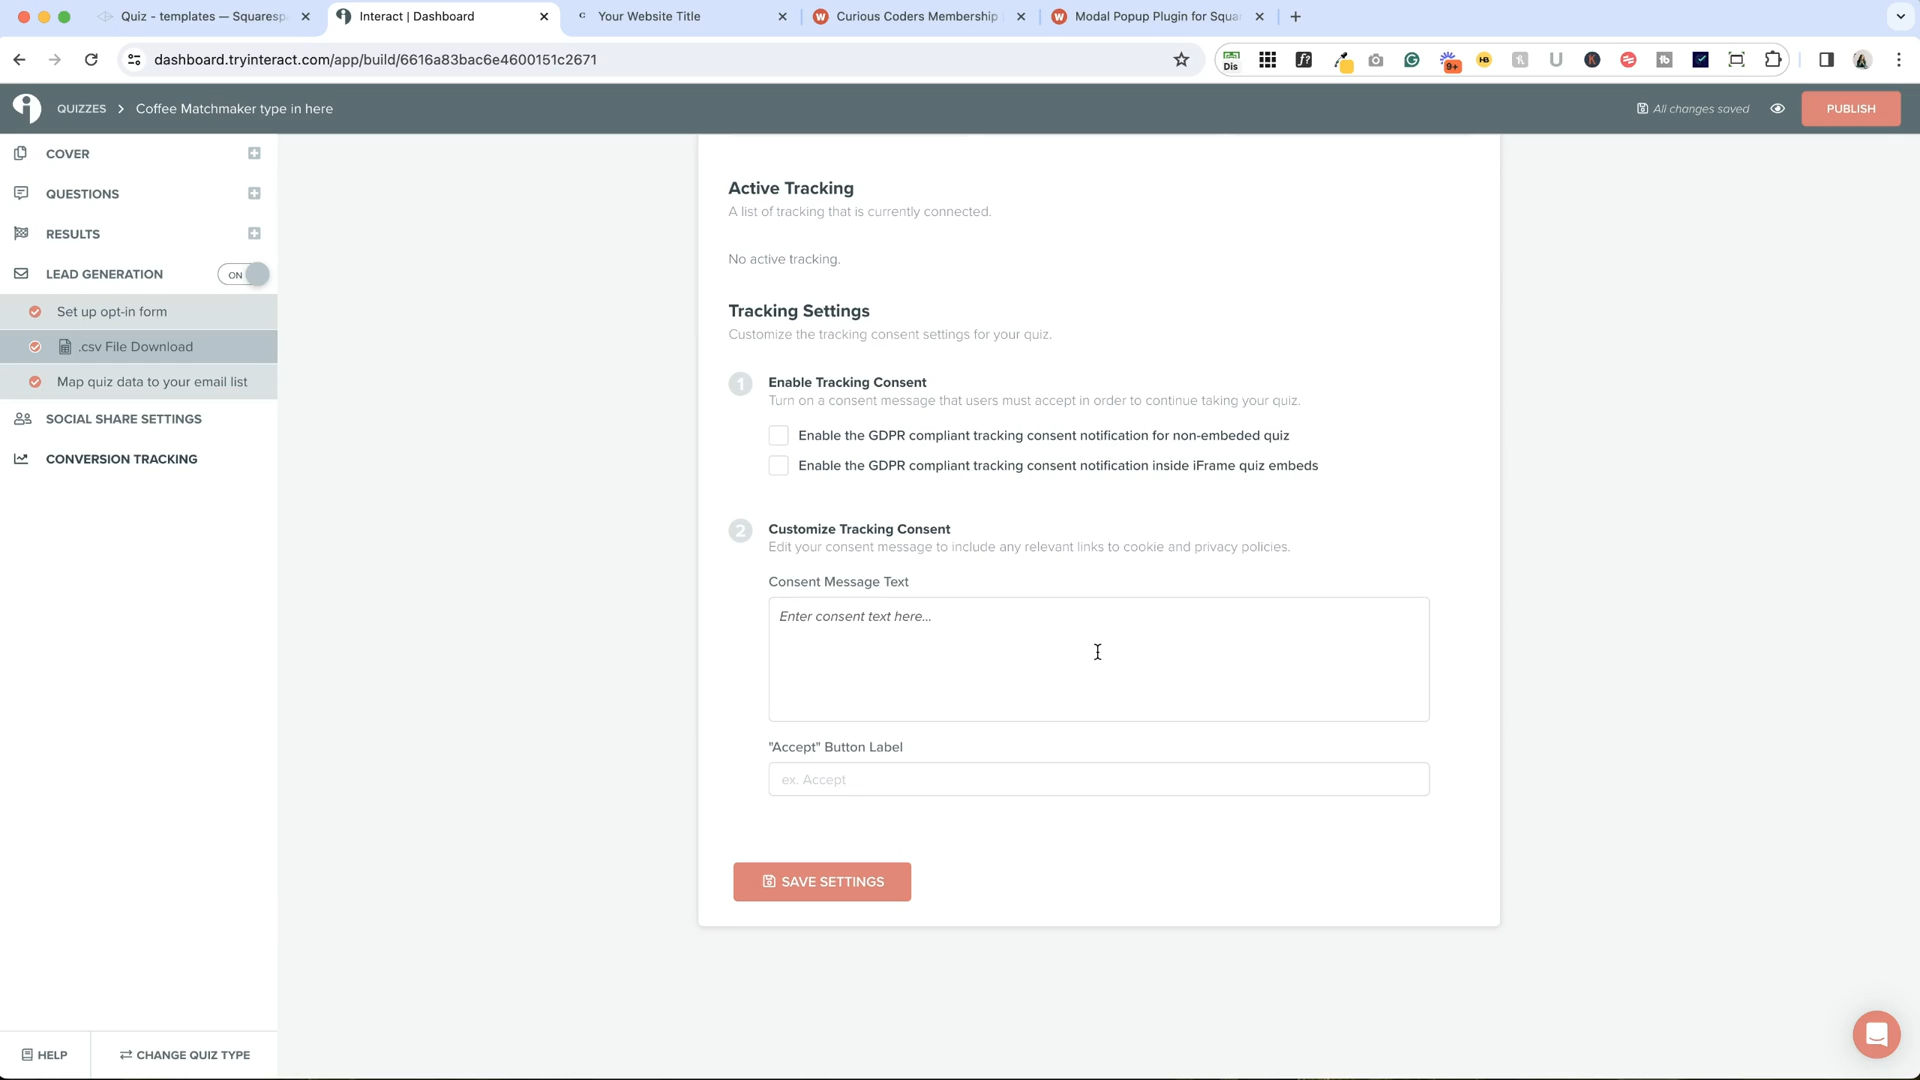 Quiz - templates — Squaresp
Interact | Dashboard
Your Website Title
Curious Coders Membership
Modal Popup Plugin for Squa
dashboard.tryinteract.com/app/build/6616a83bac6e4600151c2671
Dis
f?
9+
HB
U
K
QUIZZES > Coffee Matchmaker type in here
All changes saved
PUBLISH
COVER
QUESTIONS
RESULTS
LEAD GENERATION
ON
Set up opt-in form
.csv File Download
Map quiz data to your email list
SOCIAL SHARE SETTINGS
CONVERSION TRACKING
Active Tracking
A list of tracking that is currently connected.
No active tracking.
Tracking Settings
Customize the tracking consent settings for your quiz.
1
Enable Tracking Consent
Turn on a consent message that users must accept in order to continue taking your quiz.
Enable the GDPR compliant tracking consent notification for non-embeded quiz
Enable the GDPR compliant tracking consent notification inside iFrame quiz embeds
2
Customize Tracking Consent
Edit your consent message to include any relevant links to cookie and privacy policies.
Consent Message Text
Enter consent text here...
"Accept" Button Label
ex. Accept
SAVE SETTINGS
HELP
CHANGE QUIZ TYPE